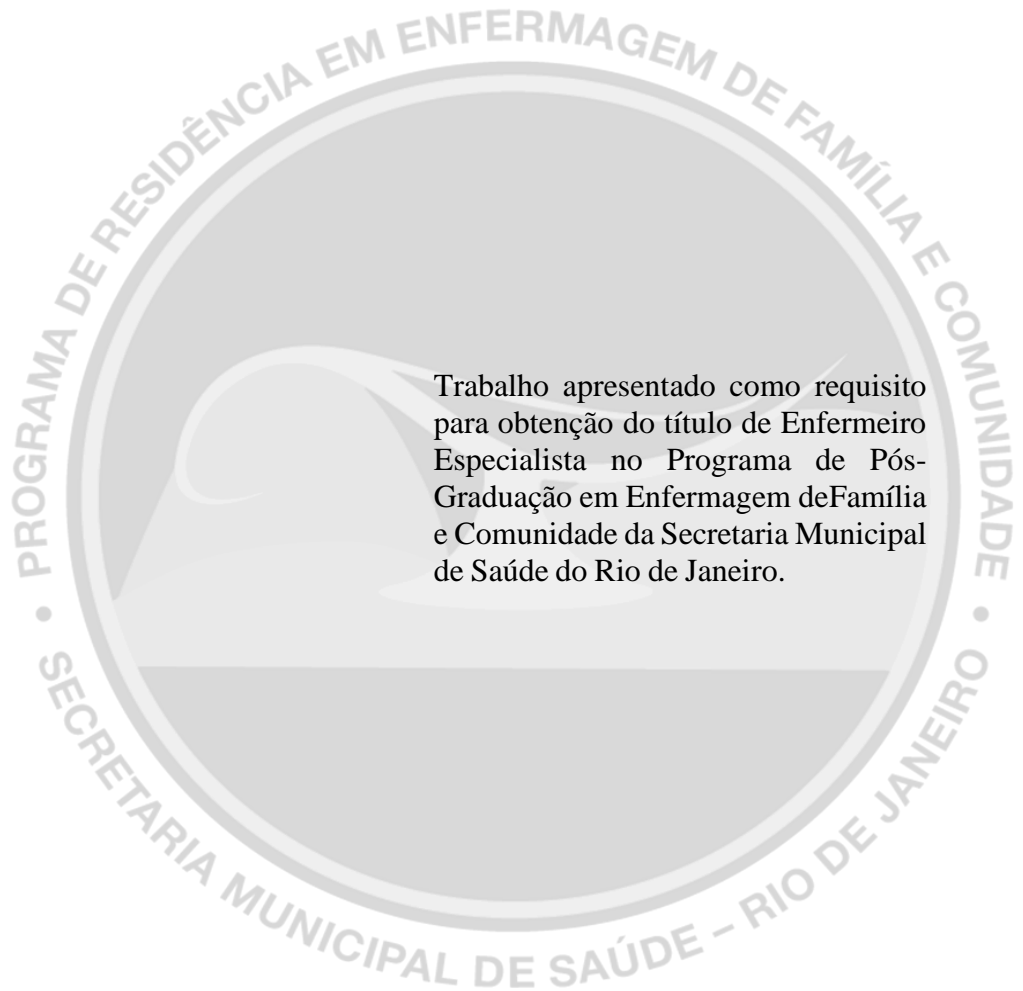 PROGRAMA DE RESIDÊNCIA EM ENFERMAGEM DE FAMÍLIA E COMUNIDADE •
SECRETARIA MUNICIPAL DE SAÚDE – RIO DE JANEIRO •
Trabalho apresentado como requisito
para obtenção do título de Enfermeiro
Especialista no Programa de Pós-
Graduação em Enfermagem deFamília
e Comunidade da Secretaria Municipal
de Saúde do Rio de Janeiro.